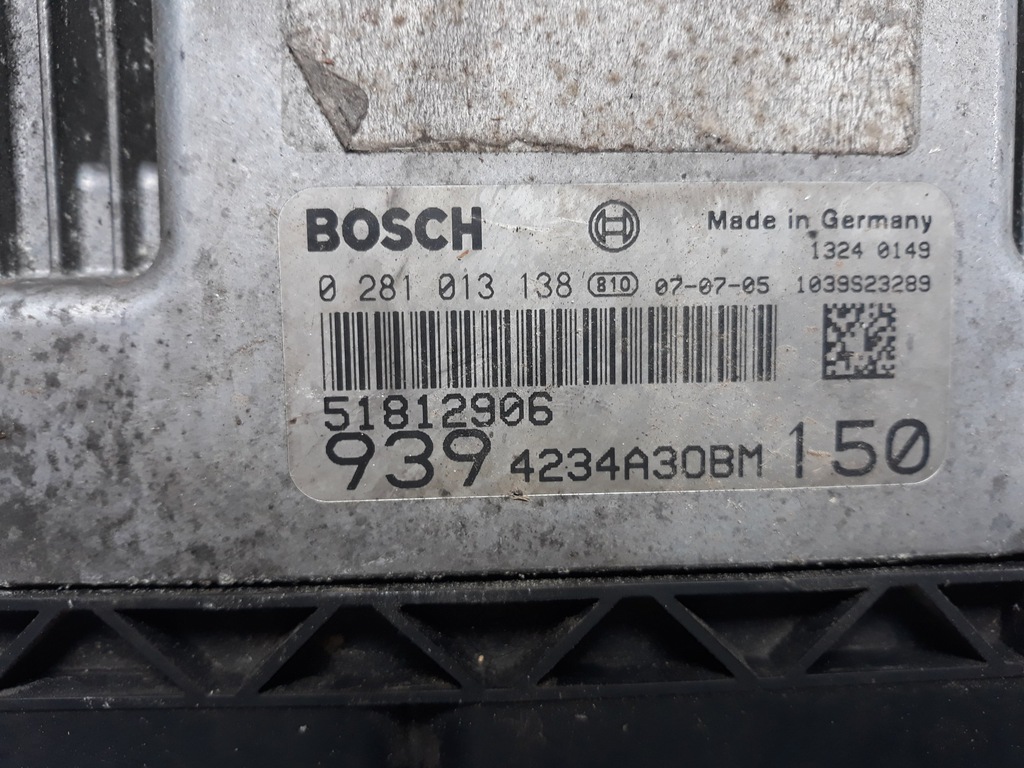 BOSCH Made in Germany
1324 0149
0 281 013 138 810 07-07-05 1039S23289
51812906
939 4234A30BM 150